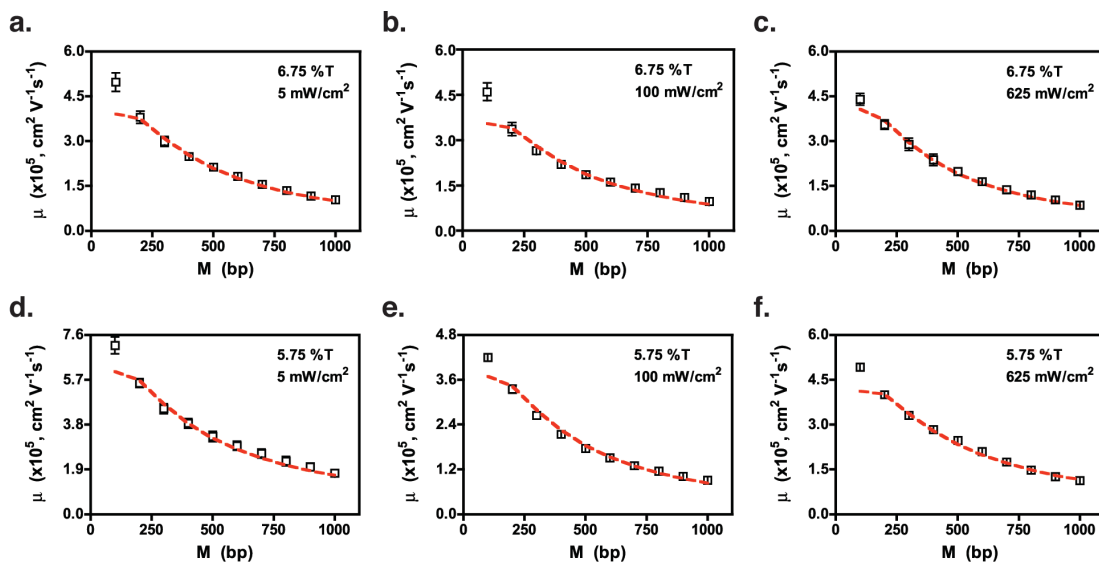 a.
6.0
4.5
3.0
1.5
0.0
μ (x10⁵, cm² V⁻¹s⁻¹)
6.75 %T
5 mW/cm²
0 250 500 750 1000
M (bp)
b.
6.0
4.5
3.0
1.5
0.0
μ (x10⁵, cm² V⁻¹s⁻¹)
6.75 %T
100 mW/cm²
0 250 500 750 1000
M (bp)
c.
6.0
4.5
3.0
1.5
0.0
μ (x10⁵, cm² V⁻¹s⁻¹)
6.75 %T
625 mW/cm²
0 250 500 750 1000
M (bp)
d.
7.6
5.7
3.8
1.9
0.0
μ (x10⁵, cm² V⁻¹s⁻¹)
5.75 %T
5 mW/cm²
0 250 500 750 1000
M (bp)
e.
4.8
3.6
2.4
1.2
0.0
μ (x10⁵, cm² V⁻¹s⁻¹)
5.75 %T
100 mW/cm²
0 250 500 750 1000
M (bp)
f.
6.0
4.5
3.0
1.5
0.0
μ (x10⁵, cm² V⁻¹s⁻¹)
5.75 %T
625 mW/cm²
0 250 500 750 1000
M (bp)